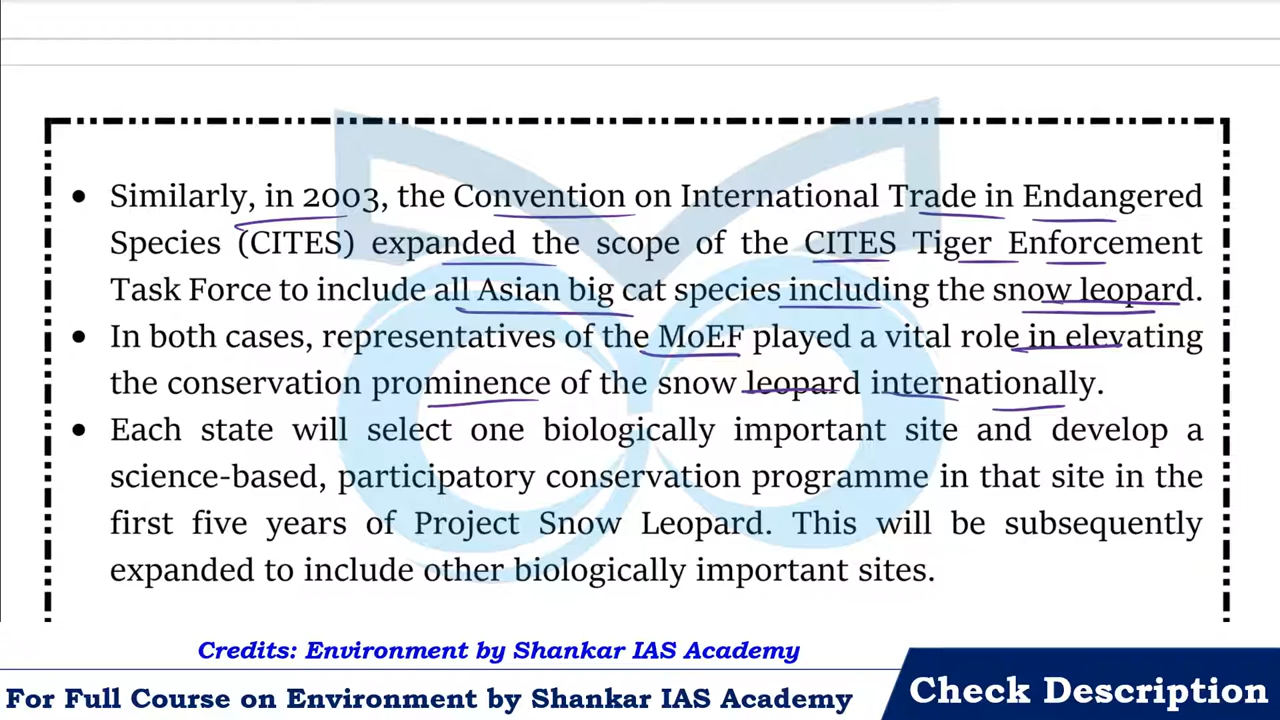 • Similarly, in 2003, the Convention on International Trade in Endangered
Species (CITES) expanded the scope of the CITES Tiger Enforcement
Task Force to include all Asian big cat species including the snow leopard.
• In both cases, representatives of the MoEF played a vital role in elevating
the conservation prominence of the snow leopard internationally.
• Each state will select one biologically important site and develop a
science-based, participatory conservation programme in that site in the
first five years of Project Snow Leopard. This will be subsequently
expanded to include other biologically important sites.
Credits: Environment by Shankar IAS Academy
For Full Course on Environment by Shankar IAS Academy
Check Description